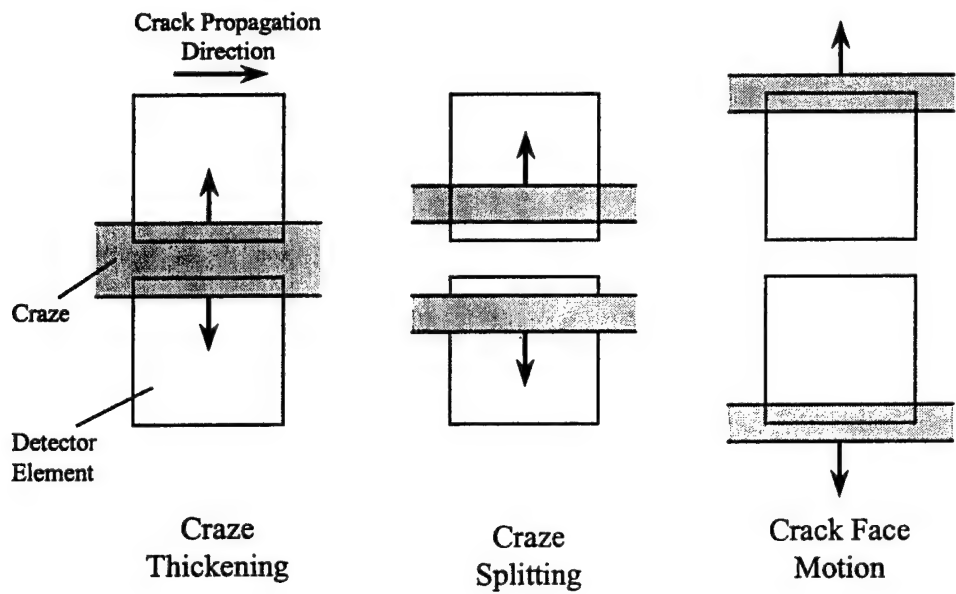 Crack Propagation
Direction
Craze
Detector
Element
Craze
Thickening
Craze
Splitting
Crack Face
Motion